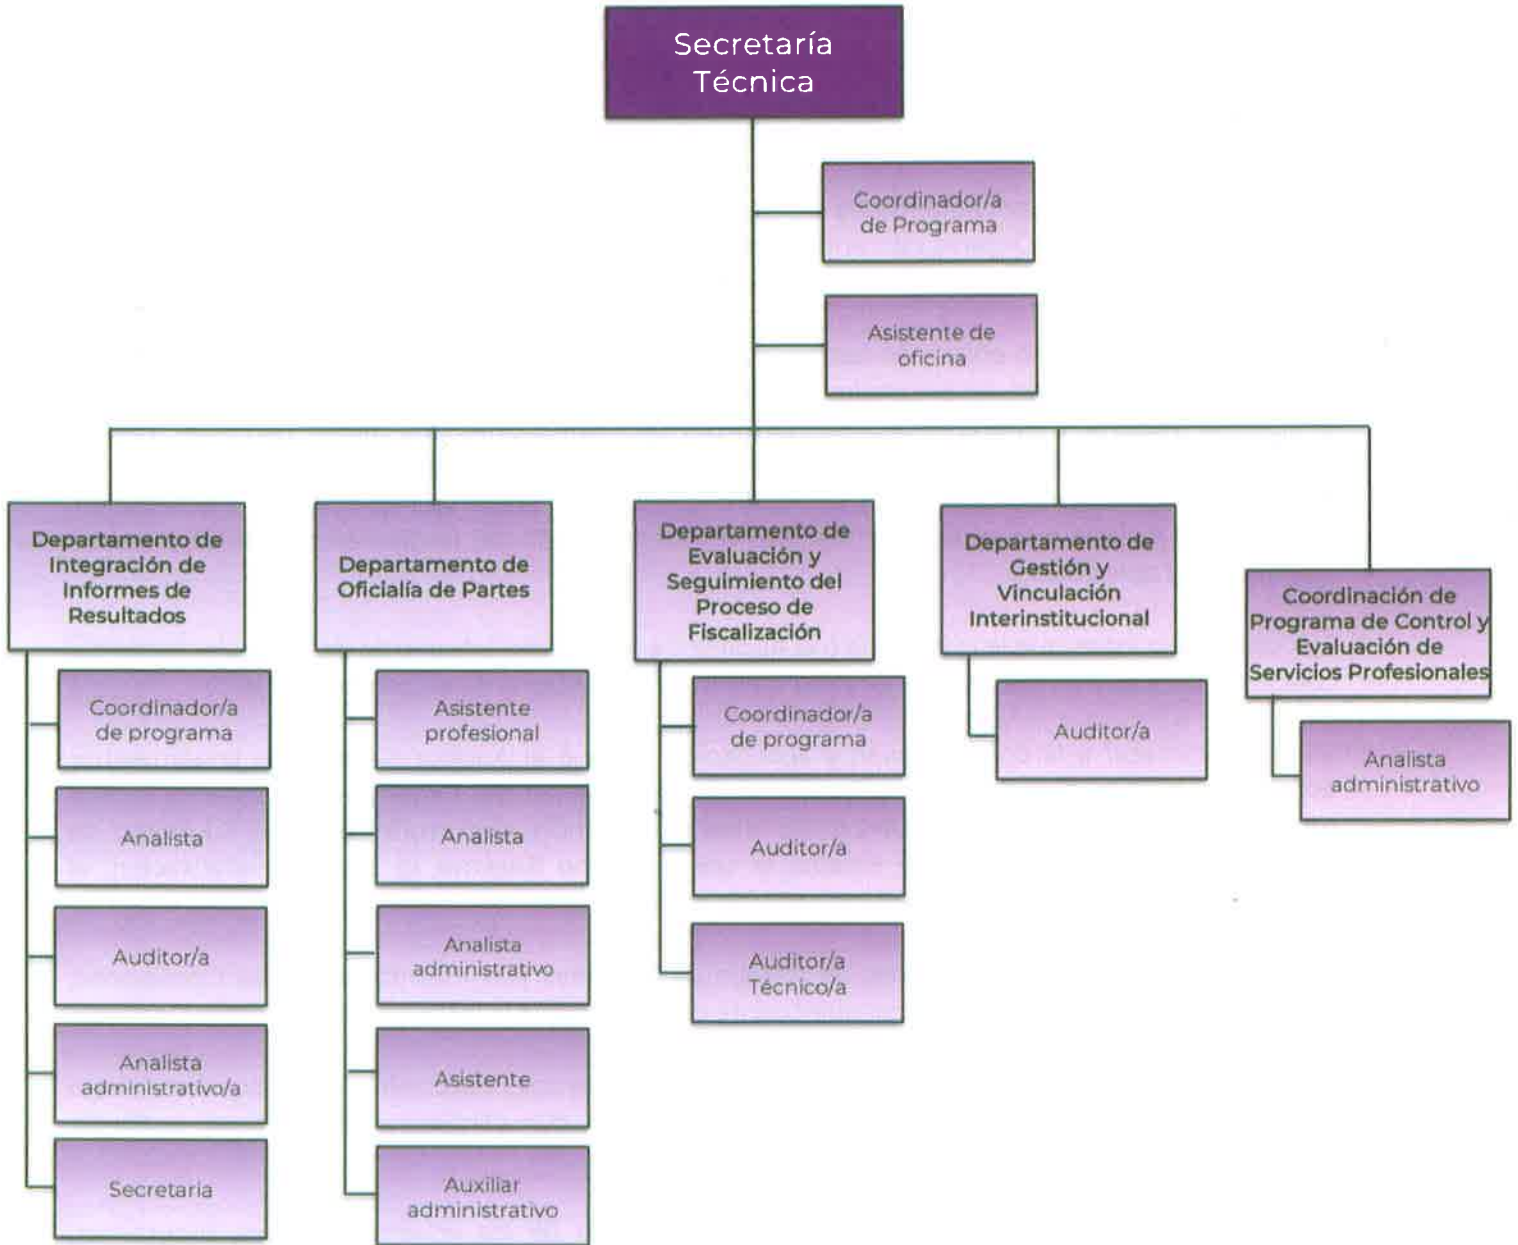 Secretaría
Técnica
Coordinador/a
de Programa
Asistente de
oficina
Departamento de
Integración de
Informes de
Resultados
Departamento de
Oficialía de Partes
Departamento de
Evaluación y
Seguimiento del
Proceso de
Fiscalización
Departamento de
Gestión y
Vinculación
Interinstitucional
Coordinación de
Programa de Control y
Evaluación de
Servicios Profesionales
Coordinador/a
de programa
Analista
Auditor/a
Analista
administrativo/a
Secretaria
Asistente
profesional
Analista
Analista
administrativo
Asistente
Auxiliar
administrativo
Coordinador/a
de programa
Auditor/a
Auditor/a
Técnico/a
Auditor/a
Analista
administrativo